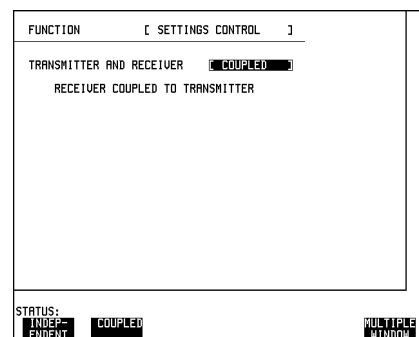 FUNCTION [ SETTINGS CONTROL ]
TRANSMITTER AND RECEIVER [ COUPLED ]
RECEIVER COUPLED TO TRANSMITTER
STATUS:
INDEP-
ENDENT
COUPLED
MULTIPLE
WINDOW